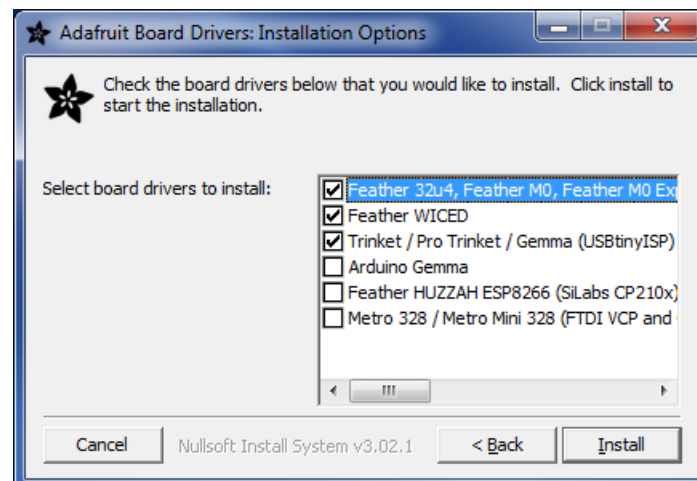 Adafruit Board Drivers: Installation Options
Check the board drivers below that you would like to install. Click install to
start the installation.
Select board drivers to install:
Feather 32u4, Feather M0, Feather M0 Ex
Feather WICED
Trinket / Pro Trinket / Gemma (USBtinyISP)
Arduino Gemma
Feather HUZZAH ESP8266 (SiLabs CP210x)
Metro 328 / Metro Mini 328 (FTDI VCP and
Cancel
Nullsoft Install System v3.02.1
< Back
Install